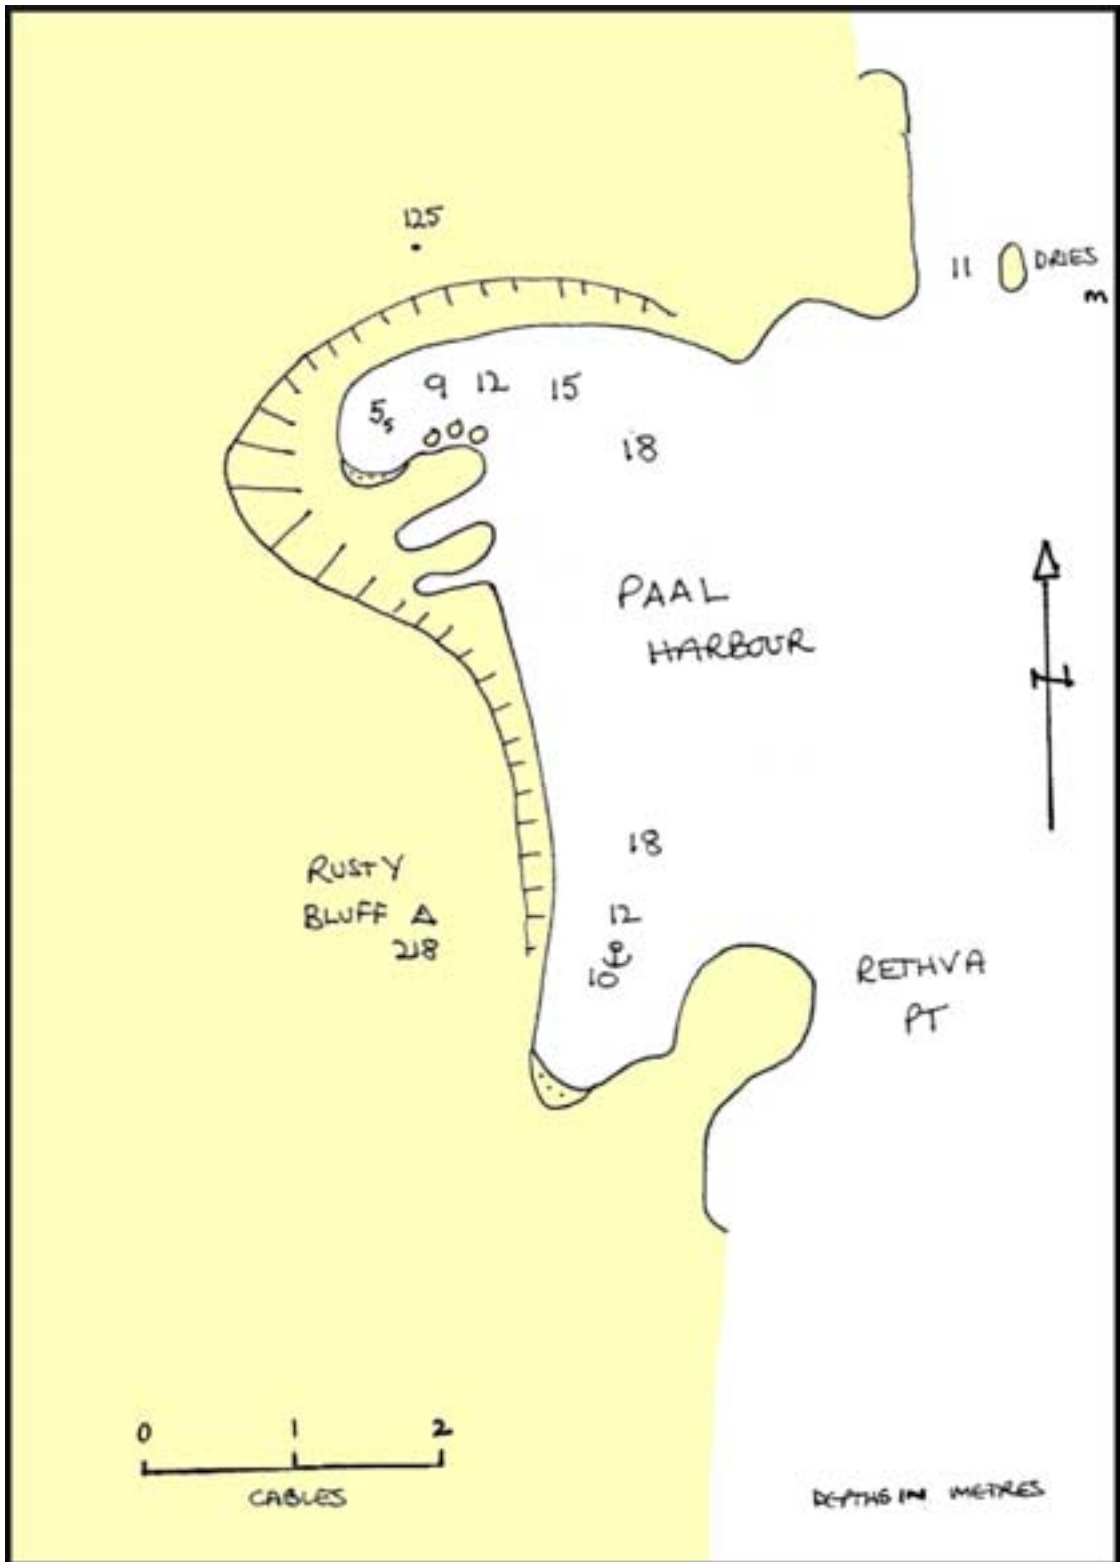 125
11 DRIES
m
9 12 15
5₅
18
PAAL
HARBOUR
18
RUSTY
BLUFF
218
12
10
RETHVA
PT
0 1 2
CABLES
DEPTHS IN METRES
N